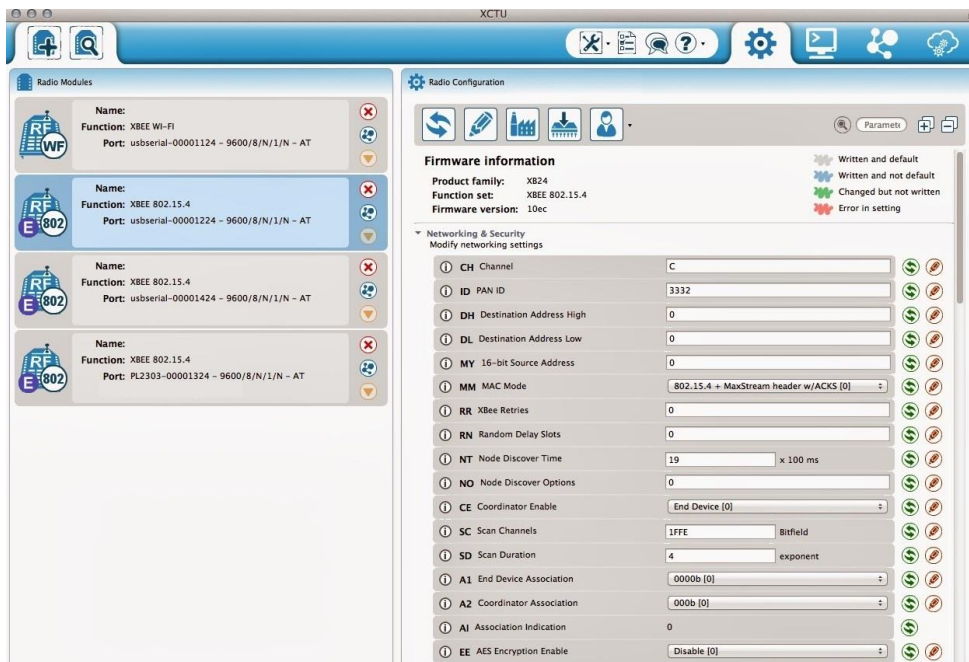 XCTU
Radio Modules
Name:
Function: XBEE WI-FI
Port: usbserial-00001124 - 9600/8/N/1/N - AT
RF
WF
Name:
Function: XBEE 802.15.4
Port: usbserial-00001224 - 9600/8/N/1/N - AT
RF
E 802
Name:
Function: XBEE 802.15.4
Port: usbserial-00001424 - 9600/8/N/1/N - AT
RF
E 802
Name:
Function: XBEE 802.15.4
Port: PL2303-00001324 - 9600/8/N/1/N - AT
RF
E 802
Radio Configuration
Firmware information
Product family: XB24
Function set: XBEE 802.15.4
Firmware version: 10ec
Written and default
Written and not default
Changed but not written
Error in setting
Networking & Security
Modify networking settings
CH Channel C
ID PAN ID 3332
DH Destination Address High 0
DL Destination Address Low 0
MY 16-bit Source Address 0
MM MAC Mode 802.15.4 + MaxStream header w/ACKS [0]
RR XBee Retries 0
RN Random Delay Slots 0
NT Node Discover Time 19 x 100 ms
NO Node Discover Options 0
CE Coordinator Enable End Device [0]
SC Scan Channels 1FFE Bitfield
SD Scan Duration 4 exponent
A1 End Device Association 0000b [0]
A2 Coordinator Association 000b [0]
AI Association Indication 0
EE AES Encryption Enable Disable [0]